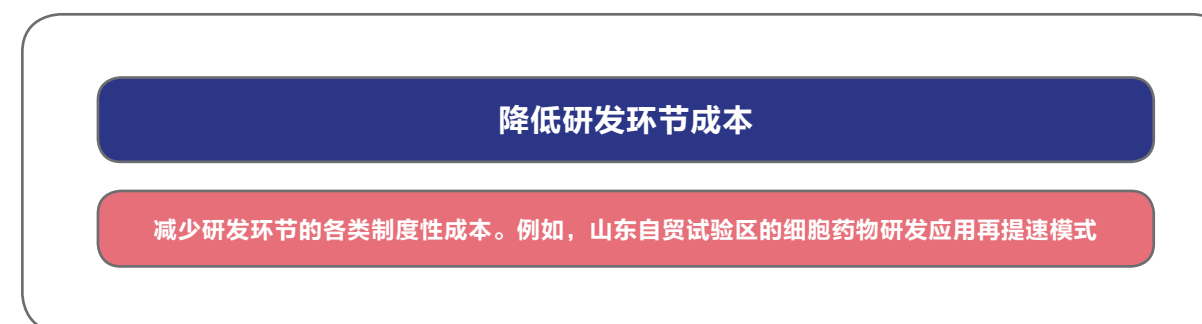 降低研发环节成本
减少研发环节的各类制度性成本。例如，山东自贸试验区的细胞药物研发应用再提速模式